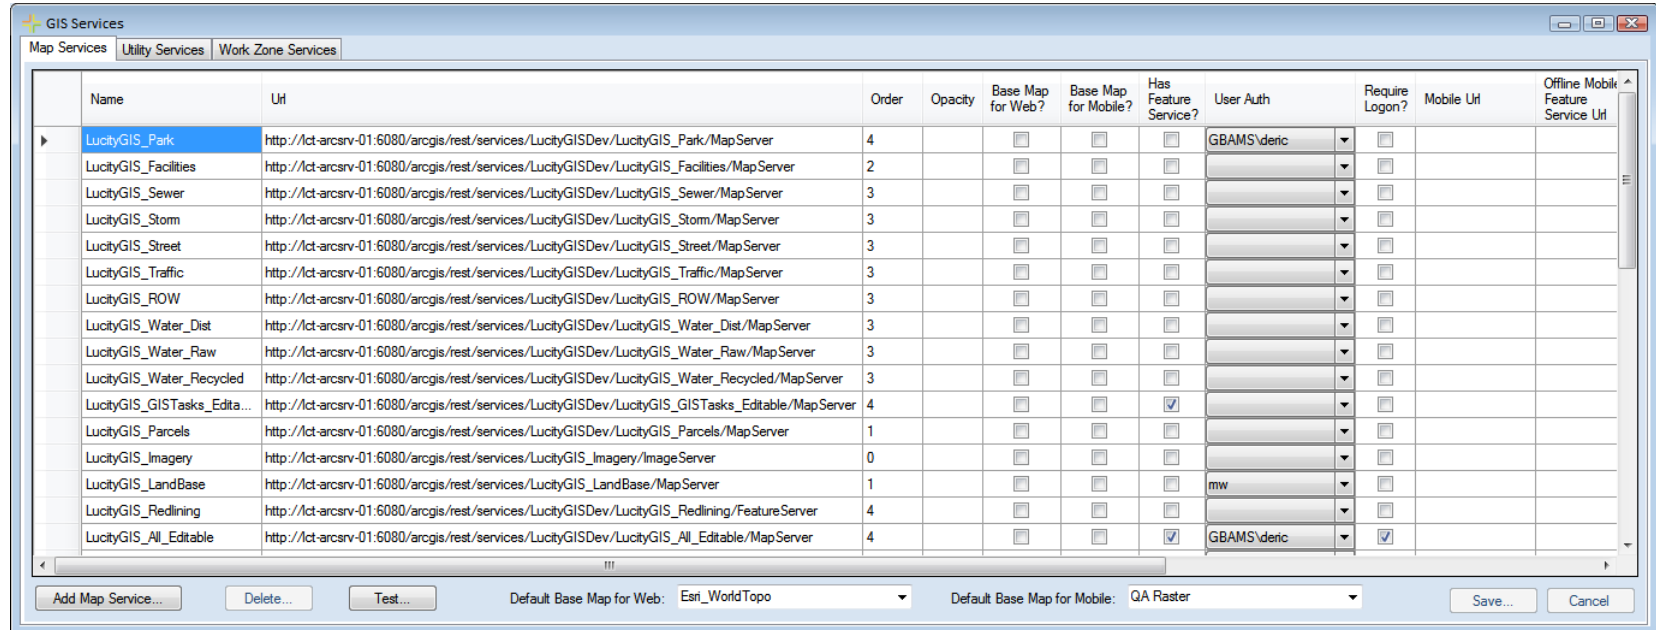 GIS Services
Map Services Utility Services Work Zone Services
Name Url Order Opacity Base Map for Web? Base Map for Mobile? Has Feature Service? User Auth Require Logon? Mobile Url Offline Mobile Feature Service Url
LucityGIS_Park http://lct-arcsrv-01:6080/arcgis/rest/services/LucityGISDev/LucityGIS_Park/MapServer 4 GBAMS\deric
LucityGIS_Facilities http://lct-arcsrv-01:6080/arcgis/rest/services/LucityGISDev/LucityGIS_Facilities/MapServer 2
LucityGIS_Sewer http://lct-arcsrv-01:6080/arcgis/rest/services/LucityGISDev/LucityGIS_Sewer/MapServer 3
LucityGIS_Storm http://lct-arcsrv-01:6080/arcgis/rest/services/LucityGISDev/LucityGIS_Storm/MapServer 3
LucityGIS_Street http://lct-arcsrv-01:6080/arcgis/rest/services/LucityGISDev/LucityGIS_Street/MapServer 3
LucityGIS_Traffic http://lct-arcsrv-01:6080/arcgis/rest/services/LucityGISDev/LucityGIS_Traffic/MapServer 3
LucityGIS_ROW http://lct-arcsrv-01:6080/arcgis/rest/services/LucityGISDev/LucityGIS_ROW/MapServer 3
LucityGIS_Water_Dist http://lct-arcsrv-01:6080/arcgis/rest/services/LucityGISDev/LucityGIS_Water_Dist/MapServer 3
LucityGIS_Water_Raw http://lct-arcsrv-01:6080/arcgis/rest/services/LucityGISDev/LucityGIS_Water_Raw/MapServer 3
LucityGIS_Water_Recycled http://lct-arcsrv-01:6080/arcgis/rest/services/LucityGISDev/LucityGIS_Water_Recycled/MapServer 3
LucityGIS_GISTasks_Edita... http://lct-arcsrv-01:6080/arcgis/rest/services/LucityGISDev/LucityGIS_GISTasks_Editable/MapServer 4
LucityGIS_Parcels http://lct-arcsrv-01:6080/arcgis/rest/services/LucityGISDev/LucityGIS_Parcels/MapServer 1
LucityGIS_Imagery http://lct-arcsrv-01:6080/arcgis/rest/services/LucityGIS_Imagery/ImageServer 0
LucityGIS_LandBase http://lct-arcsrv-01:6080/arcgis/rest/services/LucityGIS_LandBase/MapServer 1 mw
LucityGIS_Redlining http://lct-arcsrv-01:6080/arcgis/rest/services/LucityGISDev/LucityGIS_Redlining/FeatureServer 4
LucityGIS_All_Editable http://lct-arcsrv-01:6080/arcgis/rest/services/LucityGISDev/LucityGIS_All_Editable/MapServer 4 GBAMS\deric
Add Map Service... Delete... Test... Default Base Map for Web: Esri_WorldTopo Default Base Map for Mobile: QA Raster Save... Cancel